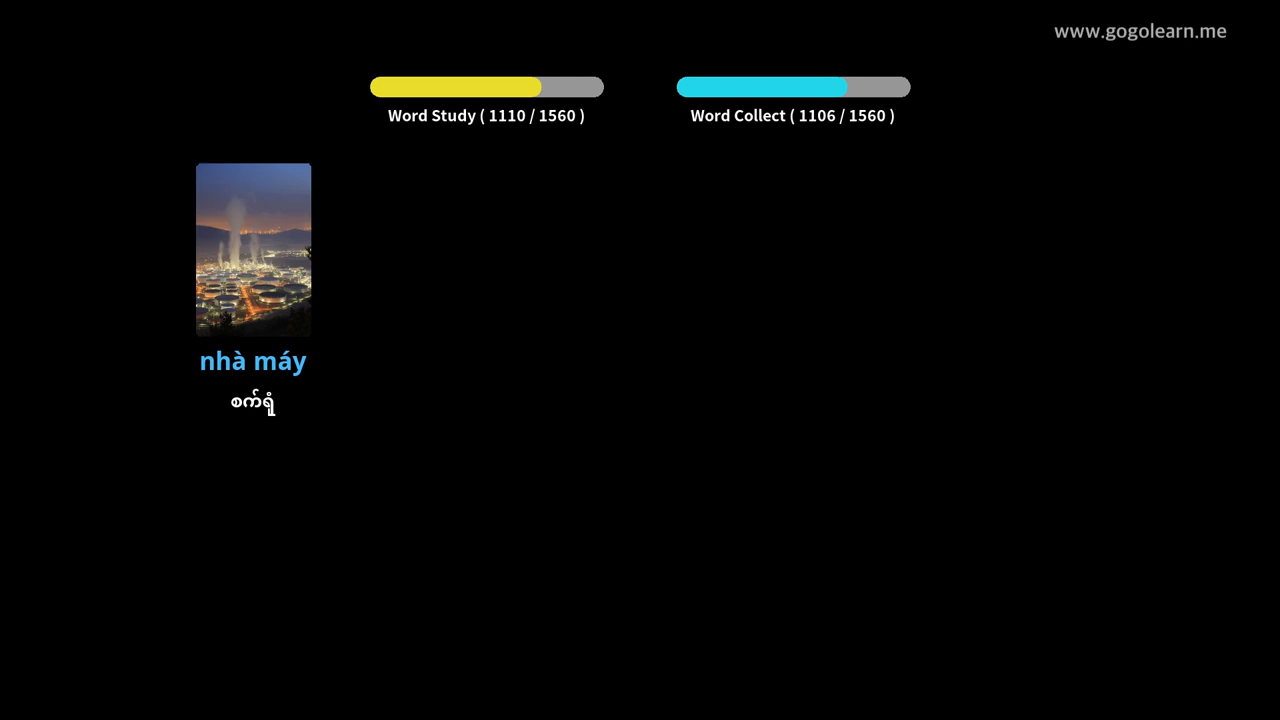 www.gogolearn.me
Word Study ( 1110 / 1560 )
Word Collect ( 1106 / 1560 )
nhà máy
စက်ရုံ